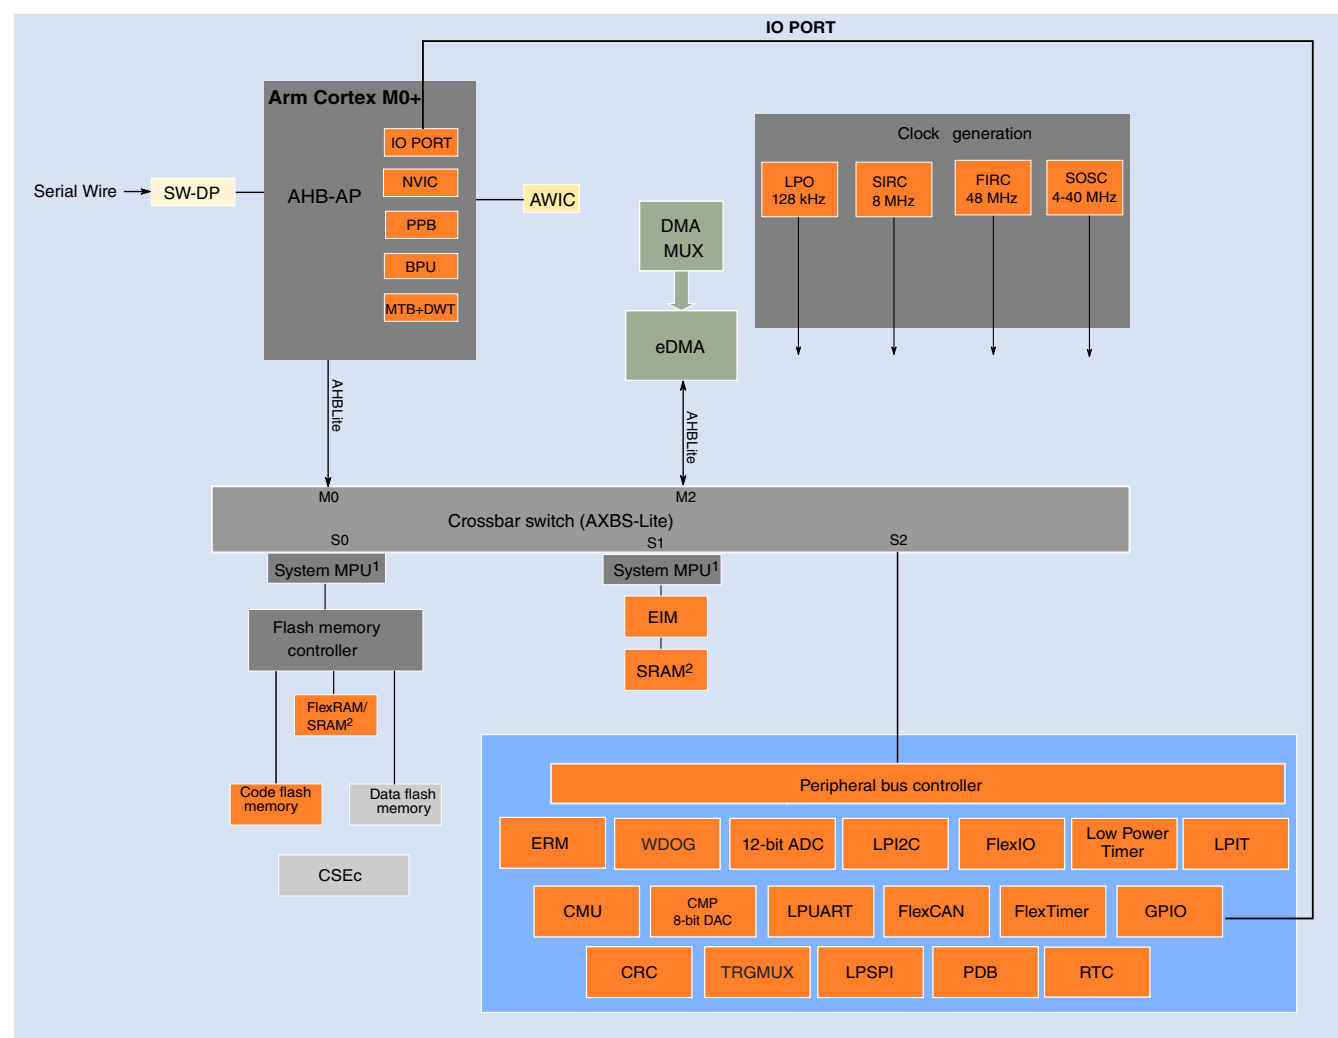 IO PORT
Arm Cortex M0+
IO PORT
NVIC
PPB
BPU
MTB+DWT
AHB-AP
Serial Wire
SW-DP
AWIC
DMA
MUX
eDMA
Clock generation
LPO
128 kHz
SIRC
8 MHz
FIRC
48 MHz
SOSC
4-40 MHz
AHBLite
AHBLite
M0
M2
Crossbar switch (AXBS-Lite)
S0
S1
S2
System MPU1
System MPU1
Flash memory
controller
EIM
SRAM2
FlexRAM/
SRAM2
Code flash
memory
Data flash
memory
CSEc
Peripheral bus controller
ERM
WDOG
12-bit ADC
LPI2C
FlexIO
Low Power
Timer
LPIT
CMU
CMP
8-bit DAC
LPUART
FlexCAN
FlexTimer
GPIO
CRC
TRGMUX
LPSPI
PDB
RTC